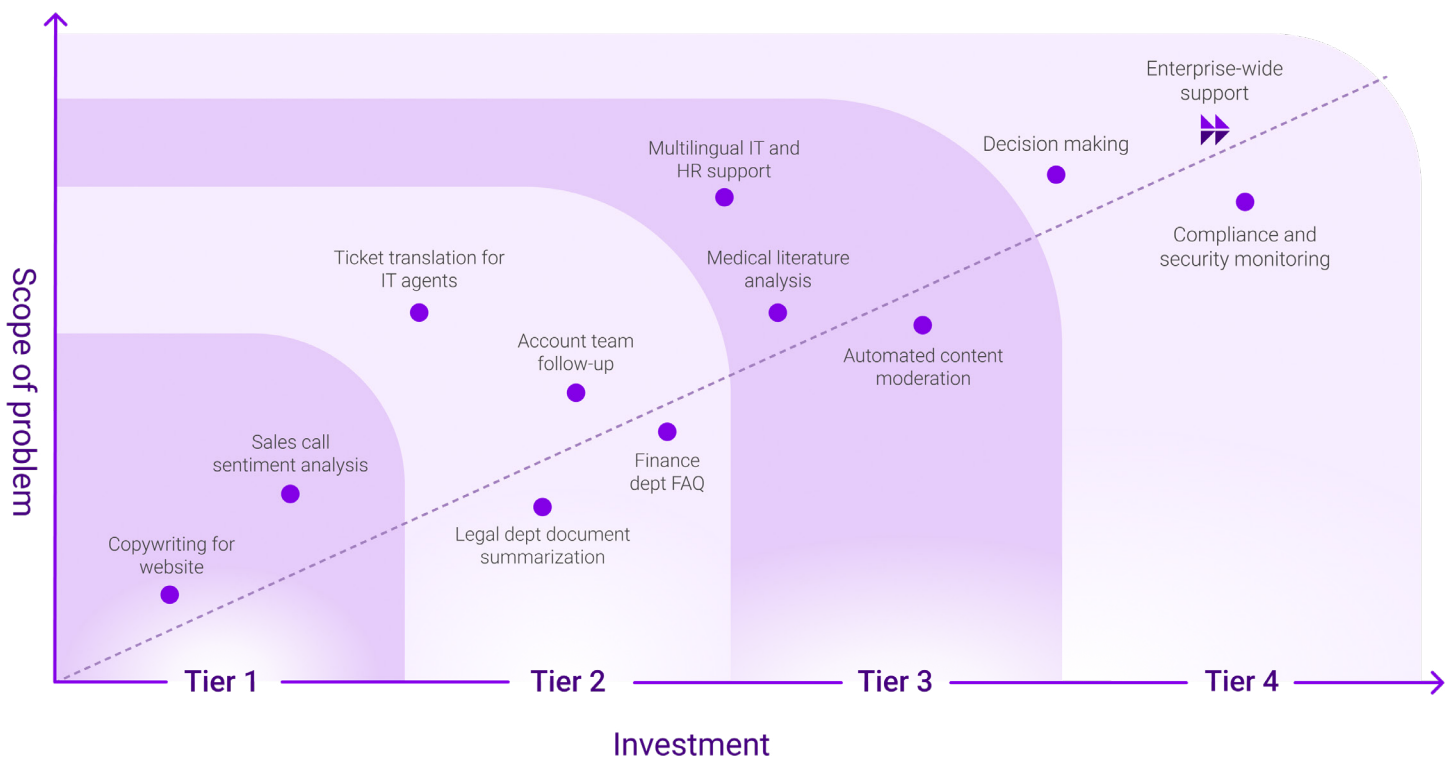 Enterprise-wide
support
Decision making
Multilingual IT and
HR support
Compliance and
security monitoring
Ticket translation for
IT agents
Medical literature
analysis
Account team
follow-up
Automated content
moderation
Sales call
sentiment analysis
Finance
dept FAQ
Legal dept document
summarization
Copywriting for
website
Scope of problem
Tier 1
Tier 2
Tier 3
Tier 4
Investment